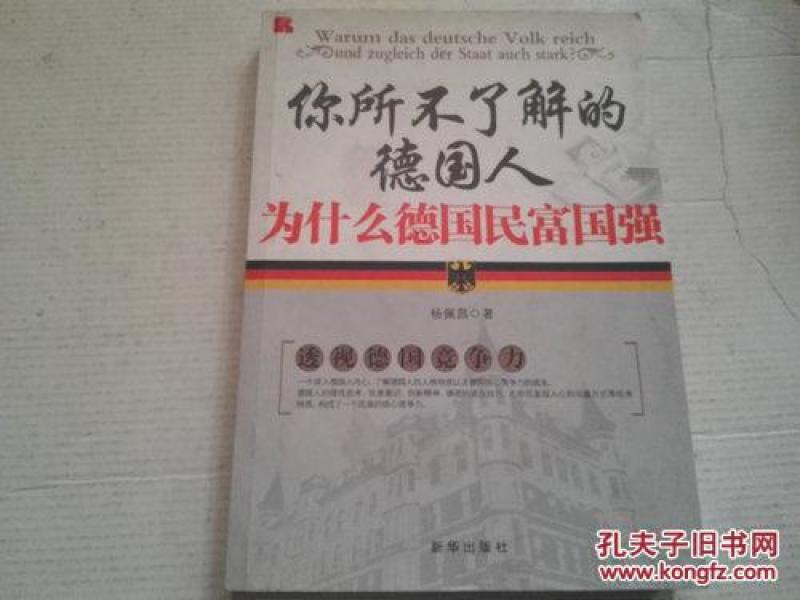 Warum das deutsche Volk reich
und zugleich der Staat auch stark?
你所不了解的
德国人
为什么德国民富国强
杨佩昌◇著
透视德国竞争力
新华出版社
孔夫子旧书网
www.kongfz.com